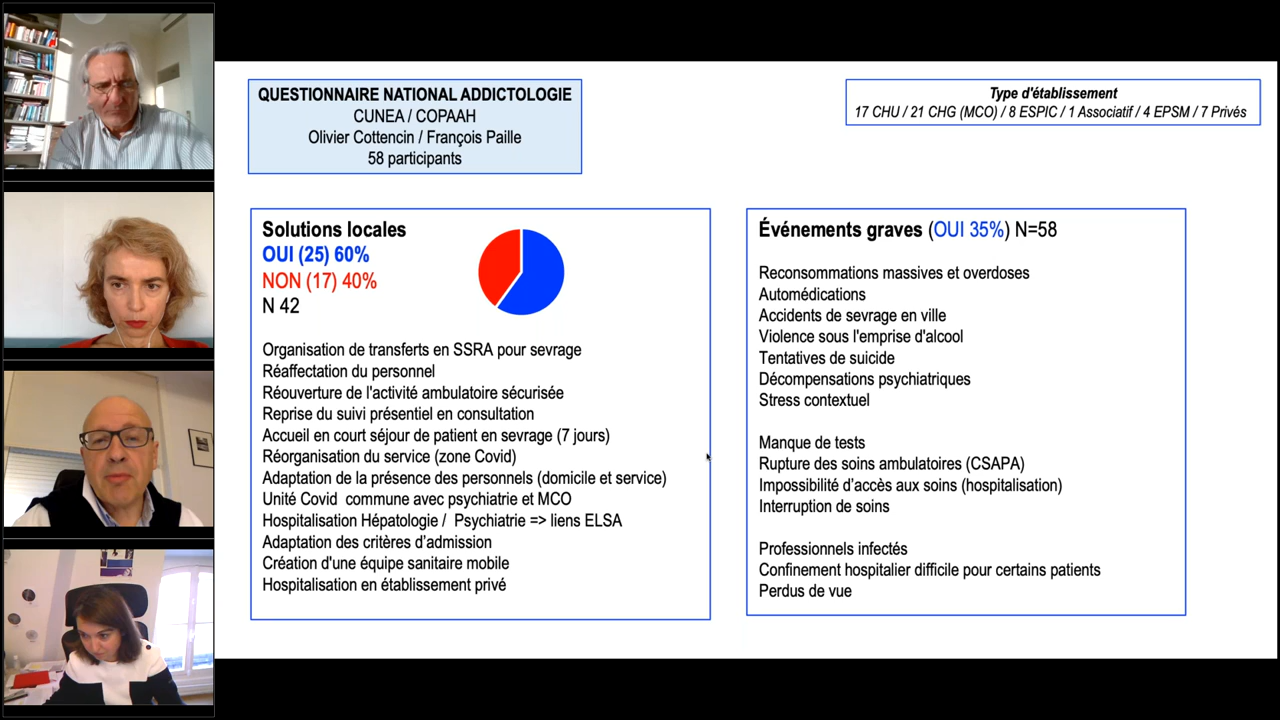 QUESTIONNAIRE NATIONAL ADDICTOLOGIE
CUNEA / COPAAH
Olivier Cottencin / François Paille
58 participants
Type d'établissement
17 CHU / 21 CHG (MCO) / 8 ESPIC / 1 Associatif / 4 EPSM / 7 Privés
Solutions locales
OUI (25) 60%
NON (17) 40%
N 42
Organisation de transferts en SSRA pour sevrage
Réaffectation du personnel
Réouverture de l'activité ambulatoire sécurisée
Reprise du suivi présentiel en consultation
Accueil en court séjour de patient en sevrage (7 jours)
Réorganisation du service (zone Covid)
Adaptation de la présence des personnels (domicile et service)
Unité Covid commune avec psychiatrie et MCO
Hospitalisation Hépatologie / Psychiatrie => liens ELSA
Adaptation des critères d'admission
Création d'une équipe sanitaire mobile
Hospitalisation en établissement privé
Événements graves (OUI 35%) N=58
Reconsommations massives et overdoses
Automédications
Accidents de sevrage en ville
Violence sous l'emprise d'alcool
Tentatives de suicide
Décompensations psychiatriques
Stress contextuel
Manque de tests
Rupture des soins ambulatoires (CSAPA)
Impossibilité d'accès aux soins (hospitalisation)
Interruption de soins
Professionnels infectés
Confinement hospitalier difficile pour certains patients
Perdus de vue